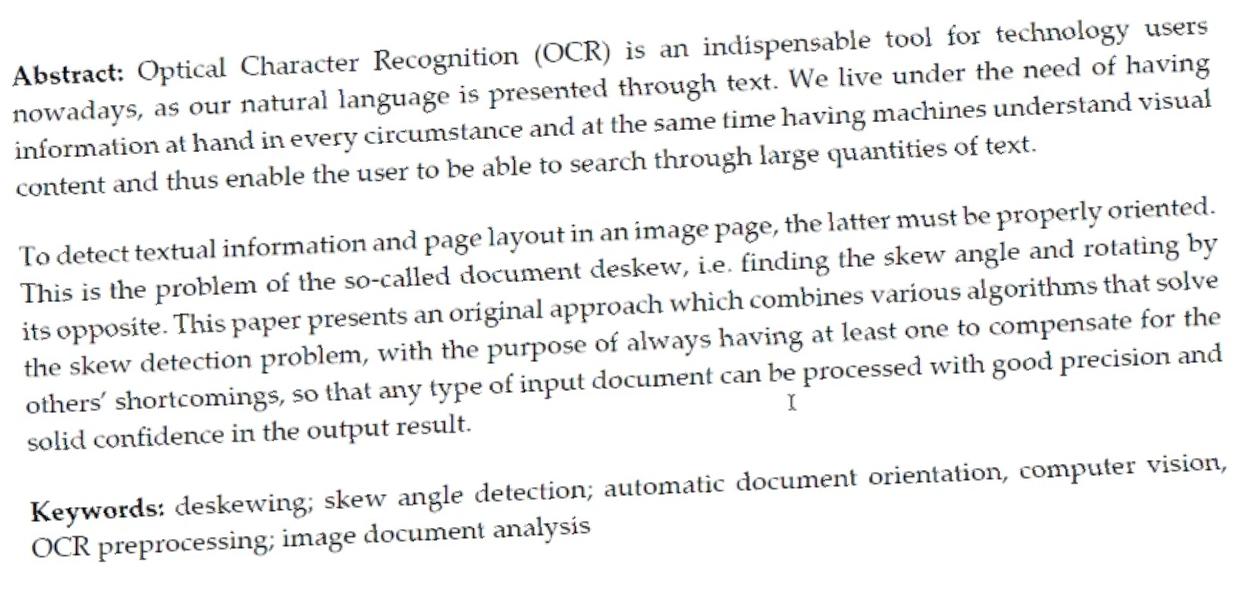 Abstract: Optical Character Recognition (OCR) is an indispensable tool for technology users
nowadays, as our natural language is presented through text. We live under the need of having
information at hand in every circumstance and at the same time having machines understand visual
content and thus enable the user to be able to search through large quantities of text.
To detect textual information and page layout in an image page, the latter must be properly oriented.
This is the problem of the so-called document deskew, i.e. finding the skew angle and rotating by
its opposite. This paper presents an original approach which combines various algorithms that solve
the skew detection problem, with the purpose of always having at least one to compensate for the
others' shortcomings, so that any type of input document can be processed with good precision and
solid confidence in the output result.
Keywords: deskewing; skew angle detection; automatic document orientation, computer vision,
OCR preprocessing; image document analysis